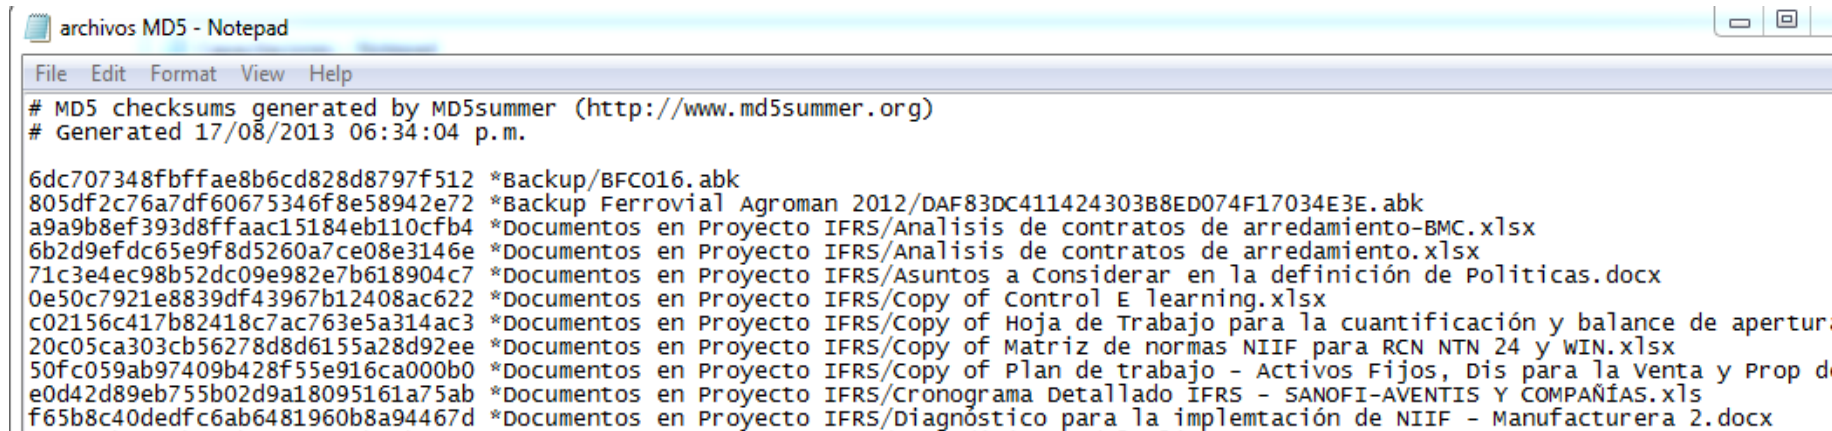 archivos MD5 - Notepad
File Edit Format View Help
# MD5 checksums generated by MD5summer (http://www.md5summer.org)
# Generated 17/08/2013 06:34:04 p.m.
6dc707348fbffae8b6cd828d8797f512 *Backup/BFCO16.abk
805df2c76a7df60675346f8e58942e72 *Backup Ferrovial Agroman 2012/DAF83DC411424303B8ED074F17034E3E.abk
a9a9b8ef393d8ffaac15184eb110cfb4 *Documentos en Proyecto IFRS/Analisis de contratos de arredamiento-BMC.xlsx
6b2d9efdc65e9f8d5260a7ce08e3146e *Documentos en Proyecto IFRS/Analisis de contratos de arredamiento.xlsx
71c3e4ec98b52dc09e982e7b618904c7 *Documentos en Proyecto IFRS/Asuntos a Considerar en la definición de Politicas.docx
0e50c7921e8839df43967b12408ac622 *Documentos en Proyecto IFRS/Copy of Control E learning.xlsx
c02156c417b82418c7ac763e5a314ac3 *Documentos en Proyecto IFRS/Copy of Hoja de Trabajo para la cuantificación y balance de apertura
20c05ca303cb56278d8d6155a28d92ee *Documentos en Proyecto IFRS/Copy of Matriz de normas NIIF para RCN NTN 24 y WIN.xlsx
50fc059ab97409b428f55e916ca000b0 *Documentos en Proyecto IFRS/Copy of Plan de trabajo - Activos Fijos, Dis para la Venta y Prop de
e0d42d89eb755b02d9a18095161a75ab *Documentos en Proyecto IFRS/Cronograma Detallado IFRS - SANOFI-AVENTIS Y COMPAÑÍAS.xls
f65b8c40dedfc6ab6481960b8a94467d *Documentos en Proyecto IFRS/Diagnóstico para la implemtación de NIIF - Manufacturera 2.docx